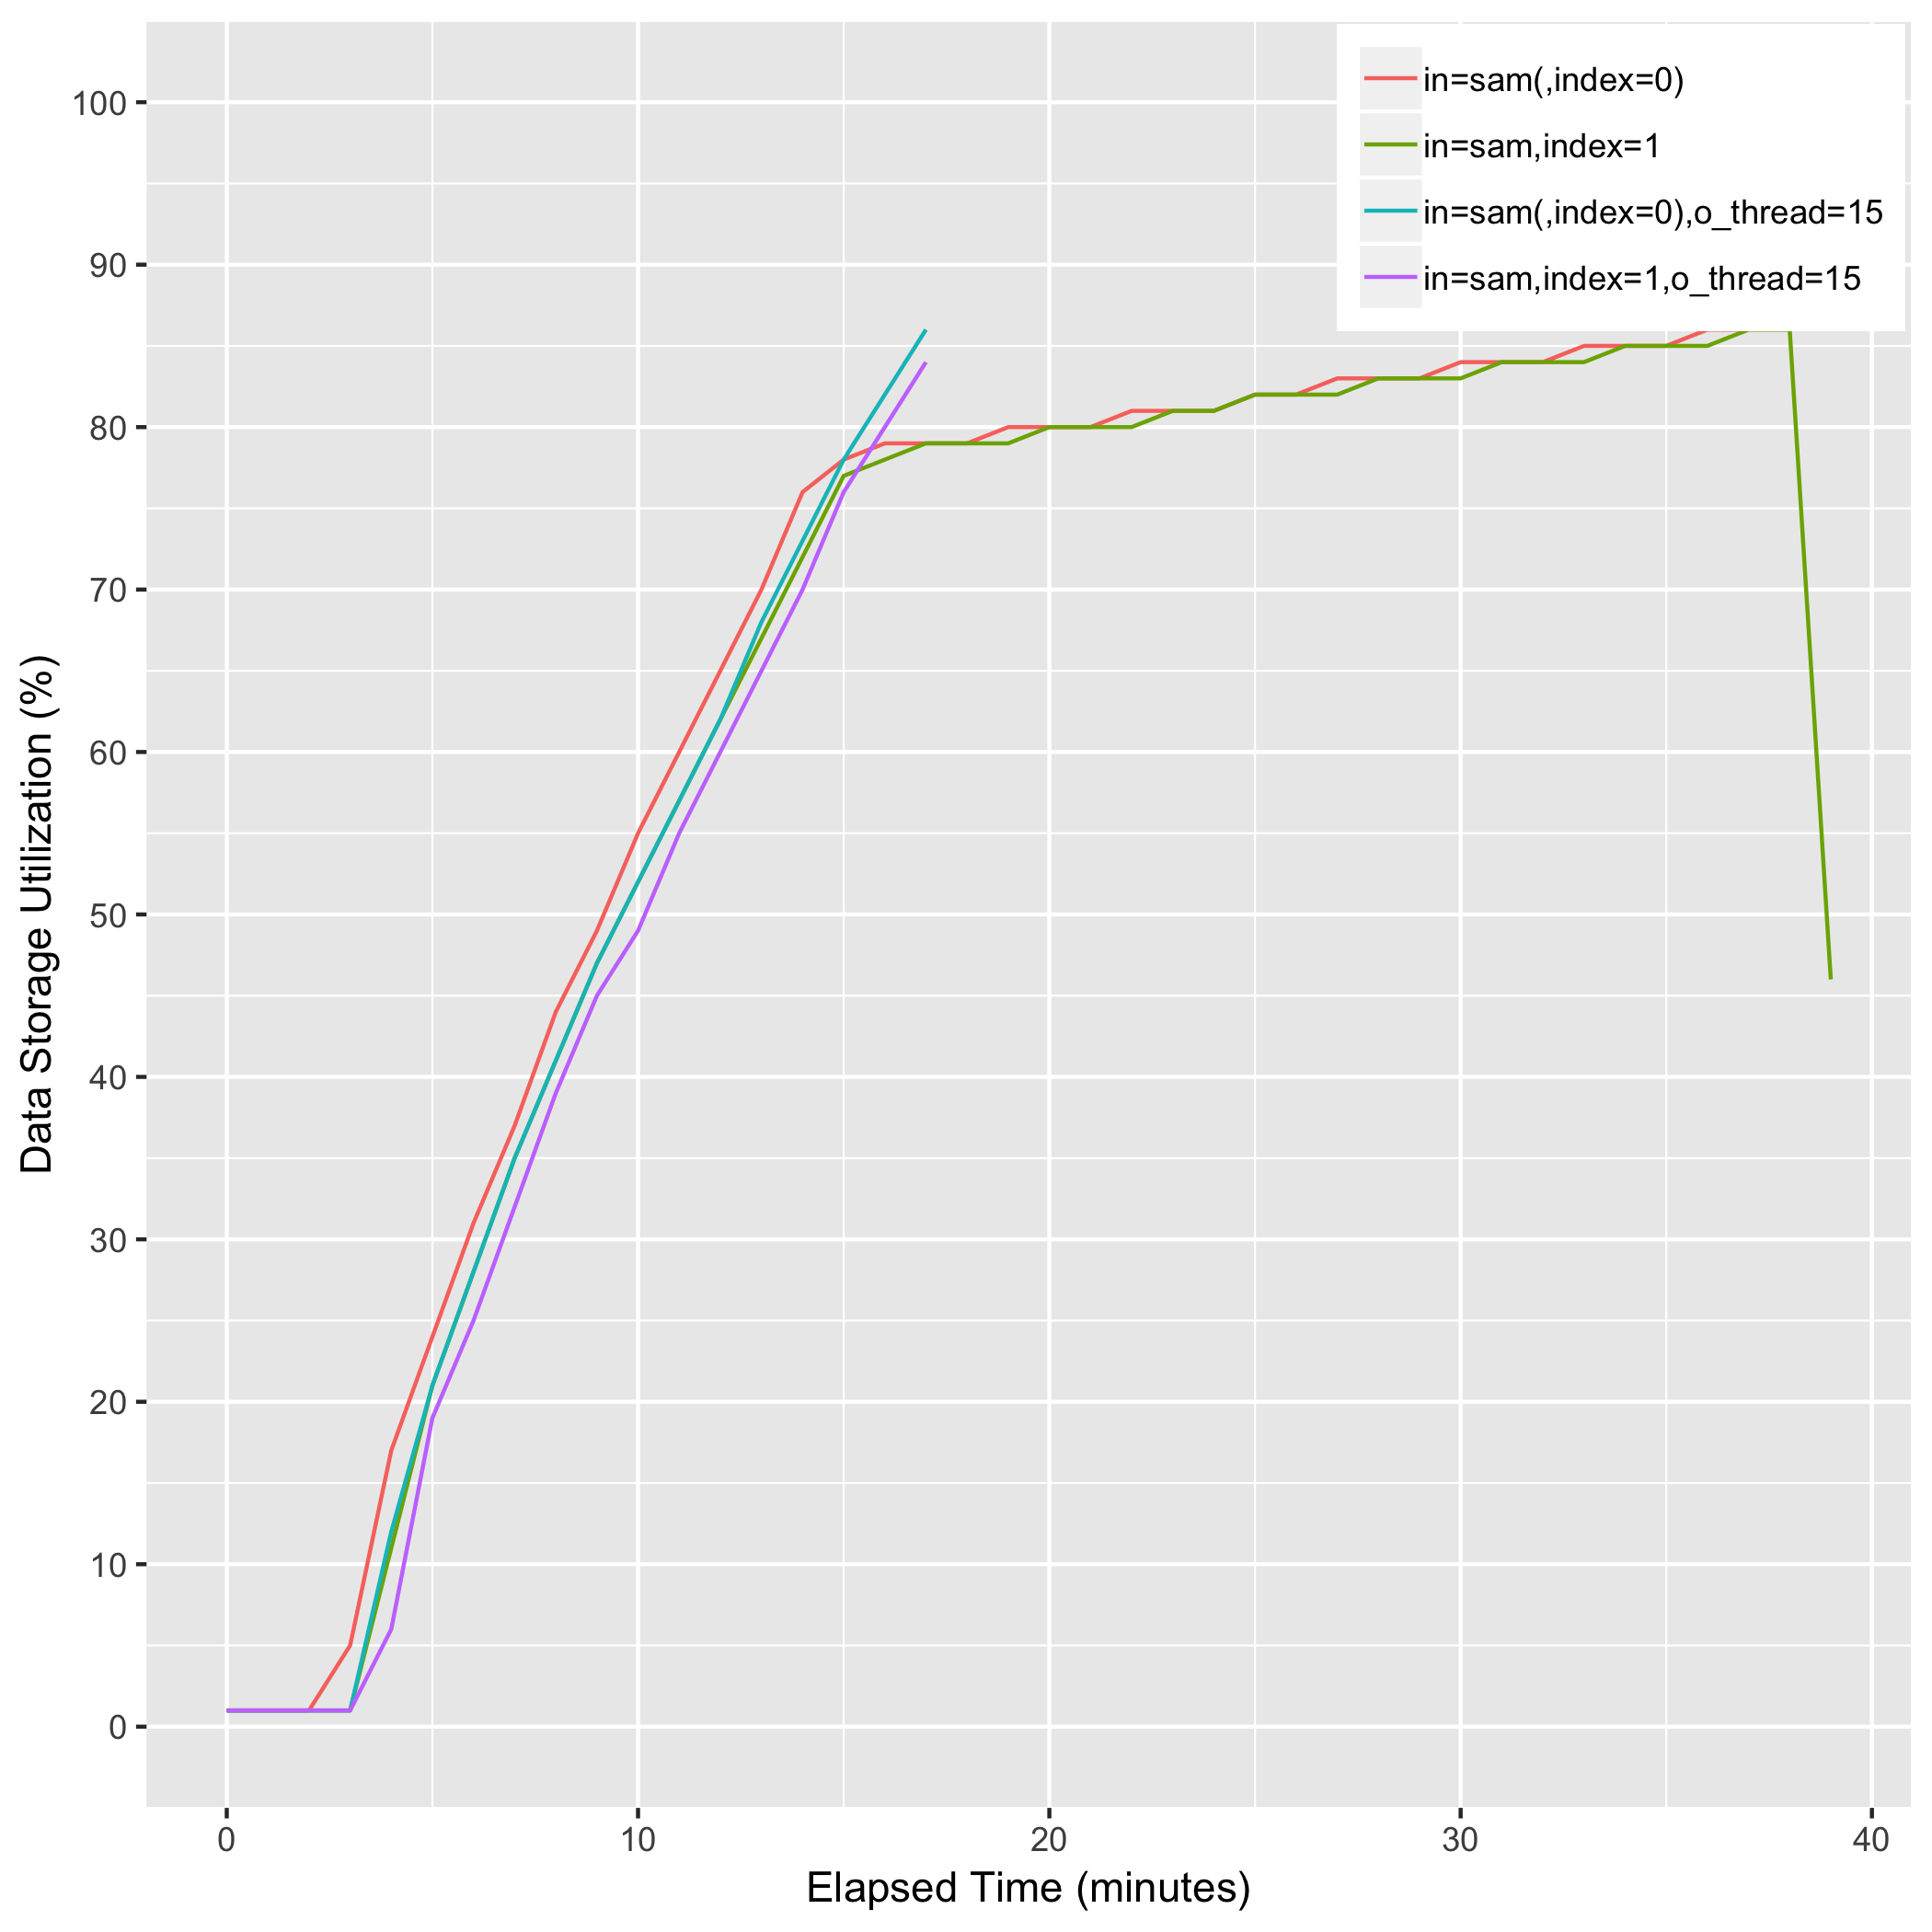 in=sam(,index=0)
in=sam,index=1
in=sam(,index=0),o_thread=15
in=sam,index=1,o_thread=15
100
90
80
70
60
50
40
30
20
10
0
Data Storage Utilization (%)
0 10 20 30 40
Elapsed Time (minutes)